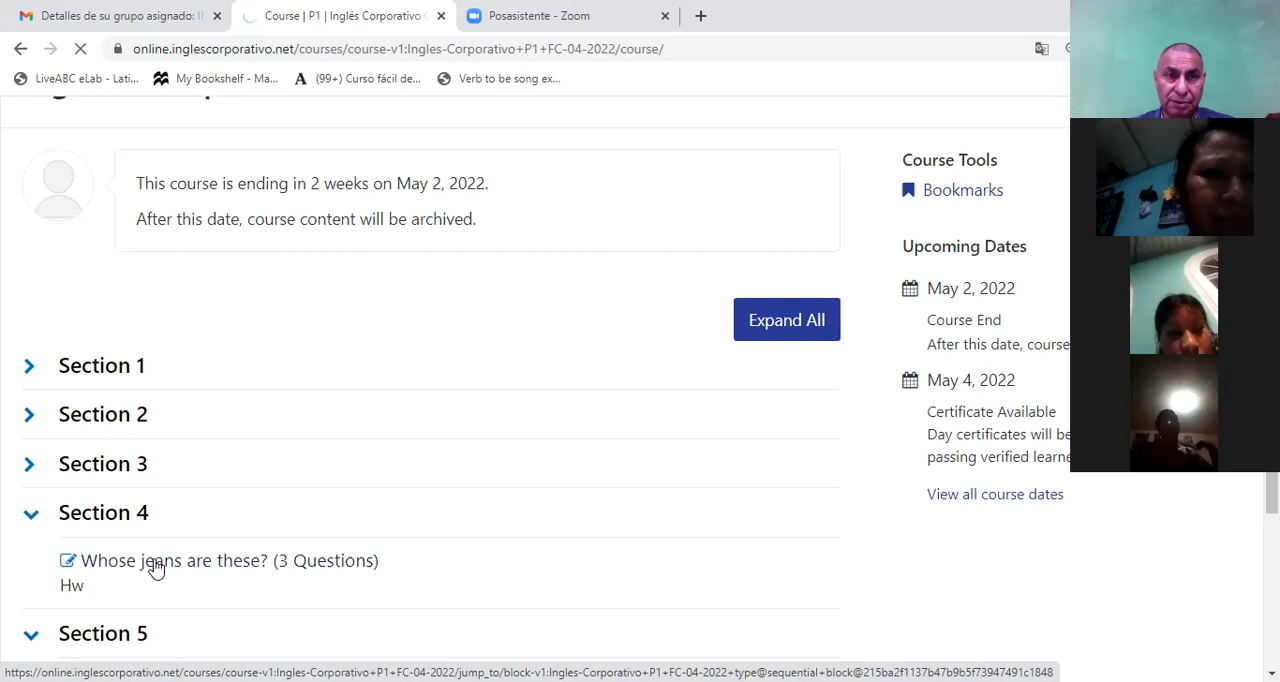 Detalles de su grupo asignado: I
Course | P1 | Inglés Corporativo
Posasistente - Zoom
online.inglescorporativo.net/courses/course-v1:Ingles-Corporativo+P1+FC-04-2022/course/
LiveABC eLab - Lati...
My Bookshelf - Ma...
(99+) Curso fácil de...
Verb to be song ex...
This course is ending in 2 weeks on May 2, 2022.
After this date, course content will be archived.
Expand All
Section 1
Section 2
Section 3
Section 4
Whose jeans are these? (3 Questions)
Hw
Section 5
Course Tools
Bookmarks
Upcoming Dates
May 2, 2022
Course End
After this date, course
May 4, 2022
Certificate Available
Day certificates will be
passing verified learne
View all course dates
https://online.inglescorporativo.net/courses/course-v1:Ingles-Corporativo+P1+FC-04-2022/jump_to/block-v1:Ingles-Corporativo+P1+FC-04-2022+type@sequential+block@215ba2f1137b47b9b5f73947491c1848